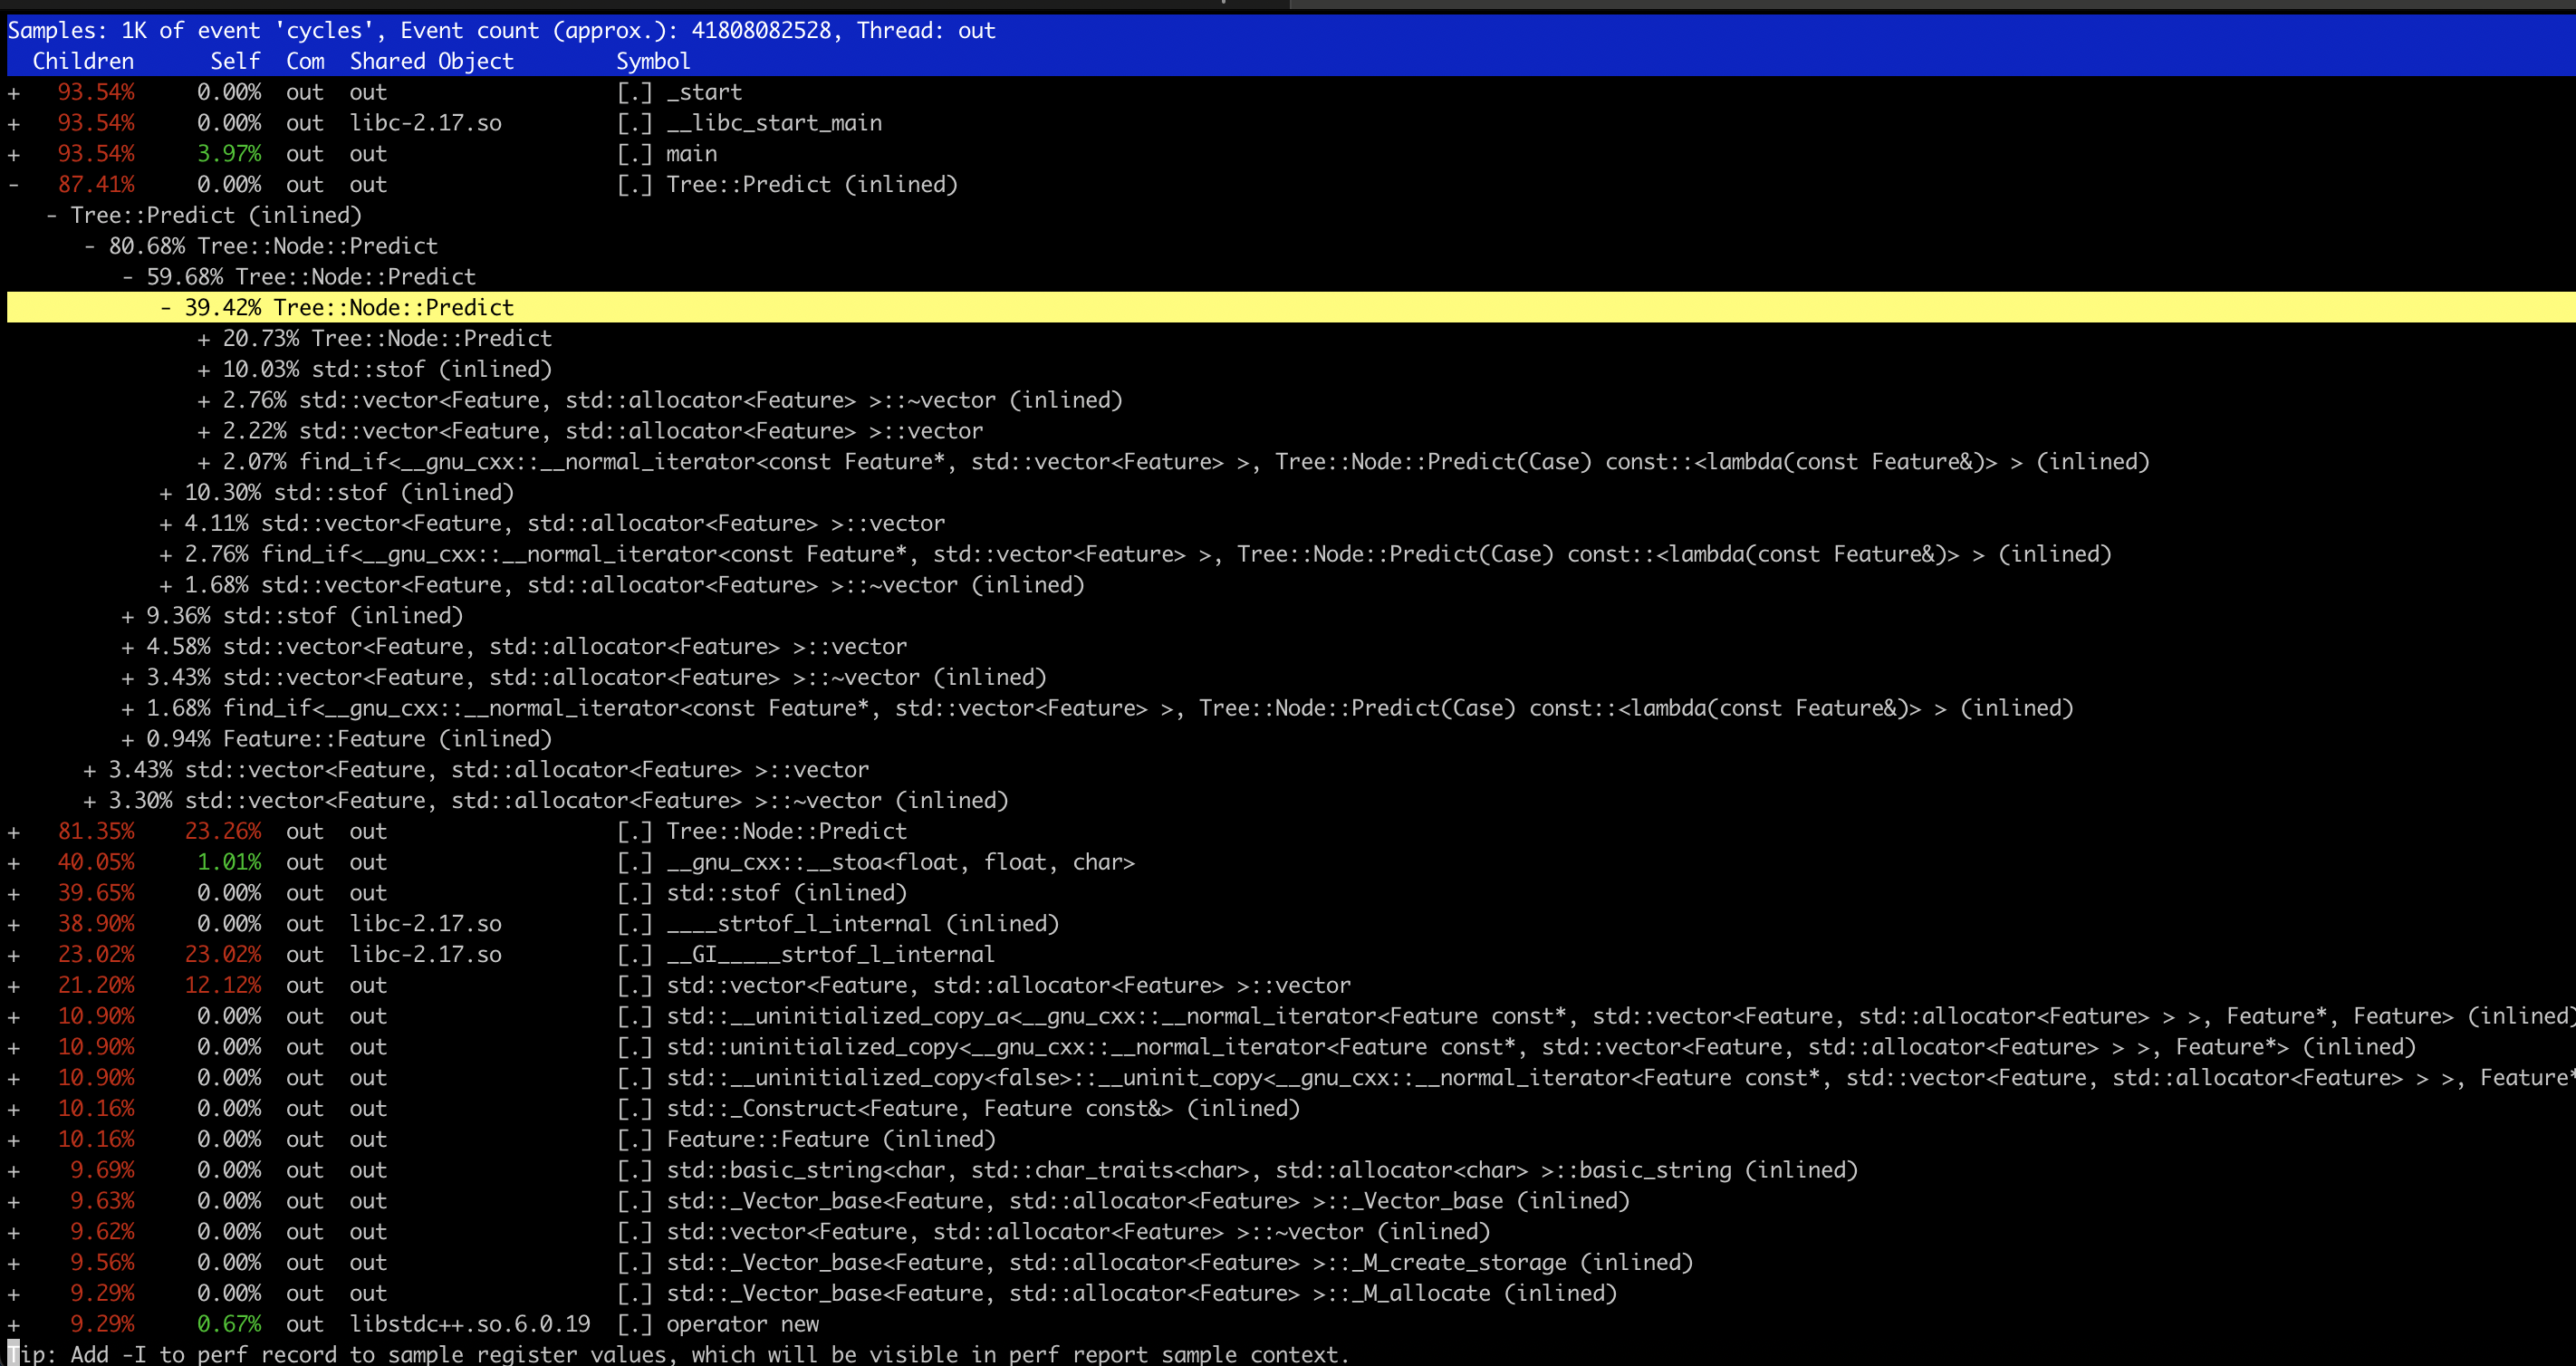 Samples: 1K of event 'cycles', Event count (approx.): 41808082528, Thread: out
Children Self Com Shared Object Symbol
+ 93.54% 0.00% out out [.] _start
+ 93.54% 0.00% out libc-2.17.so [.] __libc_start_main
+ 93.54% 3.97% out out [.] main
- 87.41% 0.00% out out [.] Tree::Predict (inlined)
- Tree::Predict (inlined)
- 80.68% Tree::Node::Predict
- 59.68% Tree::Node::Predict
- 39.42% Tree::Node::Predict
+ 20.73% Tree::Node::Predict
+ 10.03% std::stof (inlined)
+ 2.76% std::vector<Feature, std::allocator<Feature> >::~vector (inlined)
+ 2.22% std::vector<Feature, std::allocator<Feature> >::vector
+ 2.07% find_if<__gnu_cxx::__normal_iterator<const Feature*, std::vector<Feature> >, Tree::Node::Predict(Case) const::<lambda(const Feature&)> > (inlined)
+ 10.30% std::stof (inlined)
+ 4.11% std::vector<Feature, std::allocator<Feature> >::vector
+ 2.76% find_if<__gnu_cxx::__normal_iterator<const Feature*, std::vector<Feature> >, Tree::Node::Predict(Case) const::<lambda(const Feature&)> > (inlined)
+ 1.68% std::vector<Feature, std::allocator<Feature> >::~vector (inlined)
+ 9.36% std::stof (inlined)
+ 4.58% std::vector<Feature, std::allocator<Feature> >::vector
+ 3.43% std::vector<Feature, std::allocator<Feature> >::~vector (inlined)
+ 1.68% find_if<__gnu_cxx::__normal_iterator<const Feature*, std::vector<Feature> >, Tree::Node::Predict(Case) const::<lambda(const Feature&)> > (inlined)
+ 0.94% Feature::Feature (inlined)
+ 3.43% std::vector<Feature, std::allocator<Feature> >::vector
+ 3.30% std::vector<Feature, std::allocator<Feature> >::~vector (inlined)
+ 81.35% 23.26% out out [.] Tree::Node::Predict
+ 40.05% 1.01% out out [.] __gnu_cxx::__stoa<float, float, char>
+ 39.65% 0.00% out out [.] std::stof (inlined)
+ 38.90% 0.00% out libc-2.17.so [.] ____strtof_l_internal (inlined)
+ 23.02% 23.02% out libc-2.17.so [.] __GI_____strtof_l_internal
+ 21.20% 12.12% out out [.] std::vector<Feature, std::allocator<Feature> >::vector
+ 10.90% 0.00% out out [.] std::__uninitialized_copy_a<__gnu_cxx::__normal_iterator<Feature const*, std::vector<Feature, std::allocator<Feature> > >, Feature*, Feature> (inlined)
+ 10.90% 0.00% out out [.] std::uninitialized_copy<__gnu_cxx::__normal_iterator<Feature const*, std::vector<Feature, std::allocator<Feature> > >, Feature*> (inlined)
+ 10.90% 0.00% out out [.] std::__uninitialized_copy<false>::__uninit_copy<__gnu_cxx::__normal_iterator<Feature const*, std::vector<Feature, std::allocator<Feature> > >, Feature*
+ 10.16% 0.00% out out [.] std::_Construct<Feature, Feature const&> (inlined)
+ 10.16% 0.00% out out [.] Feature::Feature (inlined)
+ 9.69% 0.00% out out [.] std::basic_string<char, std::char_traits<char>, std::allocator<char> >::basic_string (inlined)
+ 9.63% 0.00% out out [.] std::_Vector_base<Feature, std::allocator<Feature> >::_Vector_base (inlined)
+ 9.62% 0.00% out out [.] std::vector<Feature, std::allocator<Feature> >::~vector (inlined)
+ 9.56% 0.00% out out [.] std::_Vector_base<Feature, std::allocator<Feature> >::_M_create_storage (inlined)
+ 9.29% 0.00% out out [.] std::_Vector_base<Feature, std::allocator<Feature> >::_M_allocate (inlined)
+ 9.29% 0.67% out libstdc++.so.6.0.19 [.] operator new
Tip: Add -I to perf record to sample register values, which will be visible in perf report sample context.